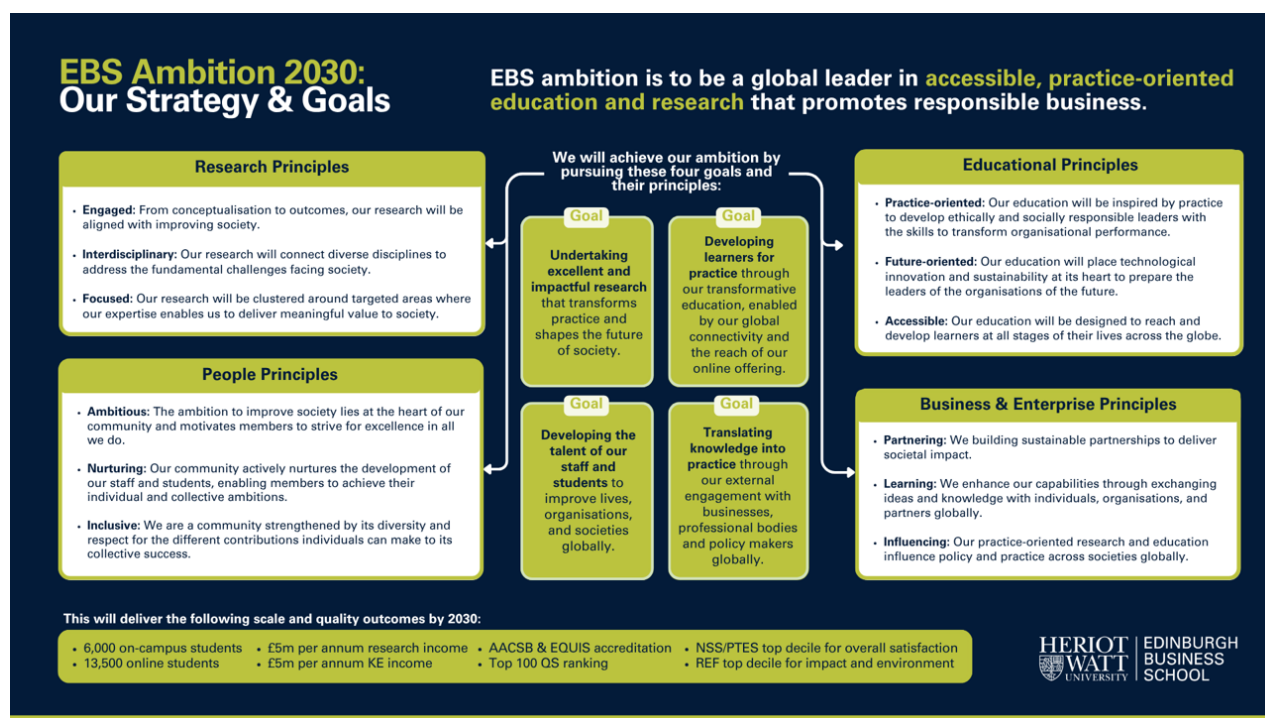 EBS Ambition 2030:
Our Strategy & Goals
EBS ambition is to be a global leader in accessible, practice-oriented
education and research that promotes responsible business.
Research Principles
• Engaged: From conceptualisation to outcomes, our research will be
aligned with improving society.
• Interdisciplinary: Our research will connect diverse disciplines to
address the fundamental challenges facing society.
• Focused: Our research will be clustered around targeted areas where
our expertise enables us to deliver meaningful value to society.
People Principles
• Ambitious: The ambition to improve society lies at the heart of our
community and motivates members to strive for excellence in all
we do.
• Nurturing: Our community actively nurtures the development of
our staff and students, enabling members to achieve their
individual and collective ambitions.
• Inclusive: We are a community strengthened by its diversity and
respect for the different contributions individuals can make to its
collective success.
We will achieve our ambition by
pursuing these four goals and
their principles:
Goal
Undertaking
excellent and
impactful research
that transforms
practice and
shapes the future
of society.
Goal
Developing
learners for
practice through
our transformative
education, enabled
by our global
connectivity and
the reach of our
online offering.
Goal
Developing the
talent of our
staff and
students to
improve lives,
organisations,
and societies
globally.
Goal
Translating
knowledge into
practice through
our external
engagement with
businesses,
professional bodies
and policy makers
globally.
Educational Principles
• Practice-oriented: Our education will be inspired by practice
to develop ethically and socially responsible leaders with
the skills to transform organisational performance.
• Future-oriented: Our education will place technological
innovation and sustainability at its heart to prepare the
leaders of the organisations of the future.
• Accessible: Our education will be designed to reach and
develop learners at all stages of their lives across the globe.
Business & Enterprise Principles
• Partnering: We building sustainable partnerships to deliver
societal impact.
• Learning: We enhance our capabilities through exchanging
ideas and knowledge with individuals, organisations, and
partners globally.
• Influencing: Our practice-oriented research and education
influence policy and practice across societies globally.
This will deliver the following scale and quality outcomes by 2030:
• 6,000 on-campus students
• 13,500 online students
• £5m per annum research income
• £5m per annum KE income
• AACSB & EQUIS accreditation
• Top 100 QS ranking
• NSS/PTES top decile for overall satisfaction
• REF top decile for impact and environment
HERIOT
WATT
UNIVERSITY
EDINBURGH
BUSINESS
SCHOOL